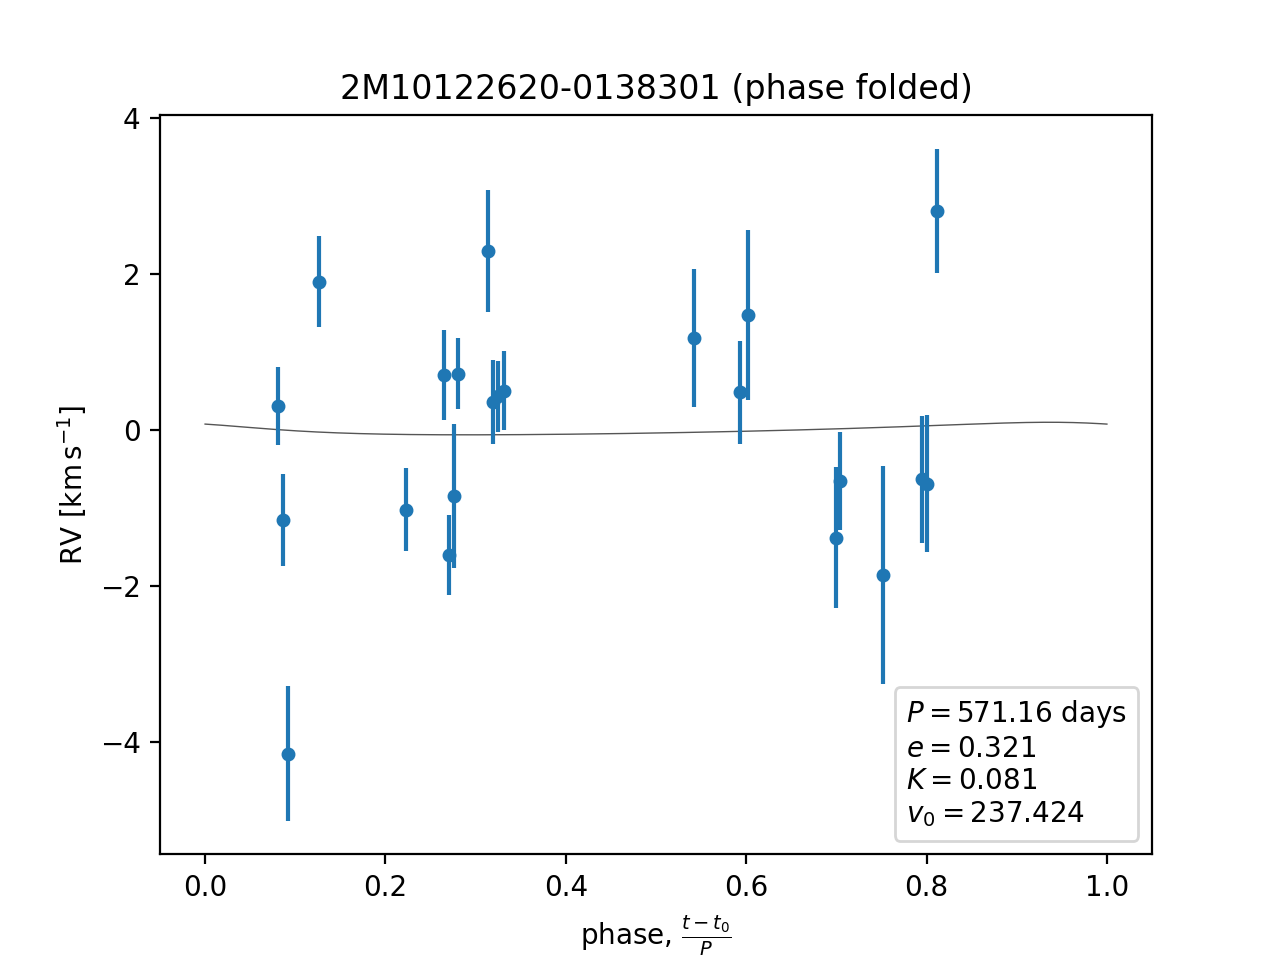 2M10122620-0138301 (phase folded)
4
2
0
−2
−4
RV [km s⁻¹]
P = 571.16 days
e = 0.321
K = 0.081
v₀ = 237.424
0.0 0.2 0.4 0.6 0.8 1.0
phase, (t − t₀)/P